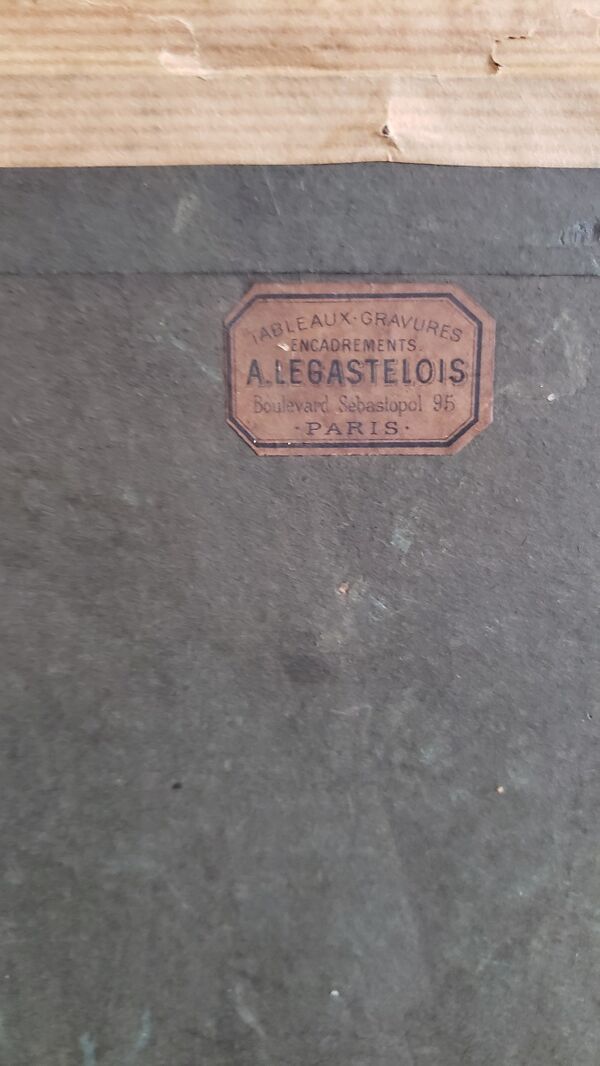 TABLEAUX·GRAVURES
ENCADREMENTS.
A. LEGASTELOIS
Boulevard Sebastopol 95
·PARIS·